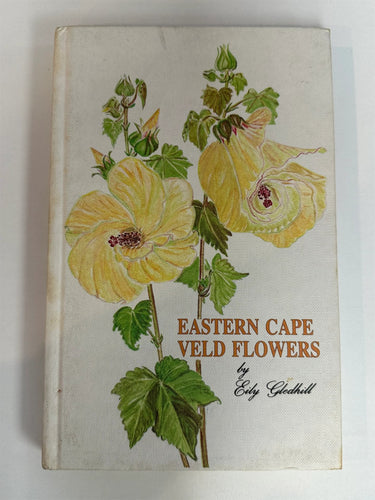 EASTERN CAPE
VELD FLOWERS
by
Eily Gledhill